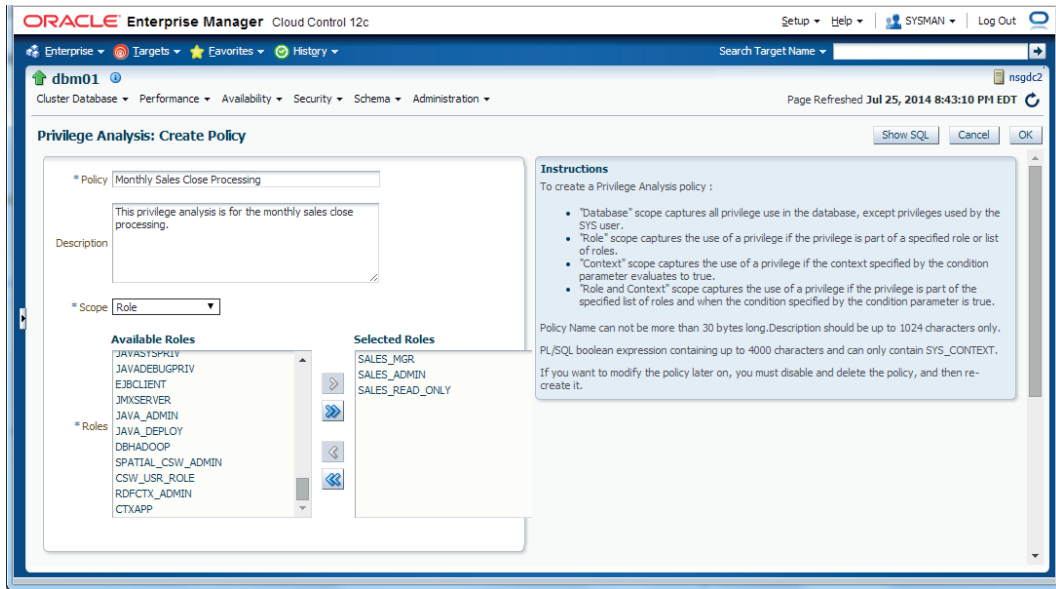 ORACLE Enterprise Manager Cloud Control 12c
Setup Help SYSMAN Log Out
Enterprise Targets Favorites History Search Target Name
dbm01 nsgdc2
Cluster Database Performance Availability Security Schema Administration Page Refreshed Jul 25, 2014 8:43:10 PM EDT
Privilege Analysis: Create Policy Show SQL Cancel OK
* Policy Monthly Sales Close Processing
Description This privilege analysis is for the monthly sales close
processing.
* Scope Role
Available Roles Selected Roles
* Roles
JAVASYSPRIV
JAVADEBUGPRIV
EJBCLIENT
JMXSERVER
JAVA_ADMIN
JAVA_DEPLOY
DBHADOOP
SPATIAL_CSW_ADMIN
CSW_USR_ROLE
RDFCTX_ADMIN
CTXAPP
SALES_MGR
SALES_ADMIN
SALES_READ_ONLY
Instructions
To create a Privilege Analysis policy :
• "Database" scope captures all privilege use in the database, except privileges used by the
SYS user.
• "Role" scope captures the use of a privilege if the privilege is part of a specified role or list
of roles.
• "Context" scope captures the use of a privilege if the context specified by the condition
parameter evaluates to true.
• "Role and Context" scope captures the use of a privilege if the privilege is part of the
specified list of roles and when the condition specified by the condition parameter is true.
Policy Name can not be more than 30 bytes long.Description should be up to 1024 characters only.
PL/SQL boolean expression containing up to 4000 characters and can only contain SYS_CONTEXT.
If you want to modify the policy later on, you must disable and delete the policy, and then re-
create it.